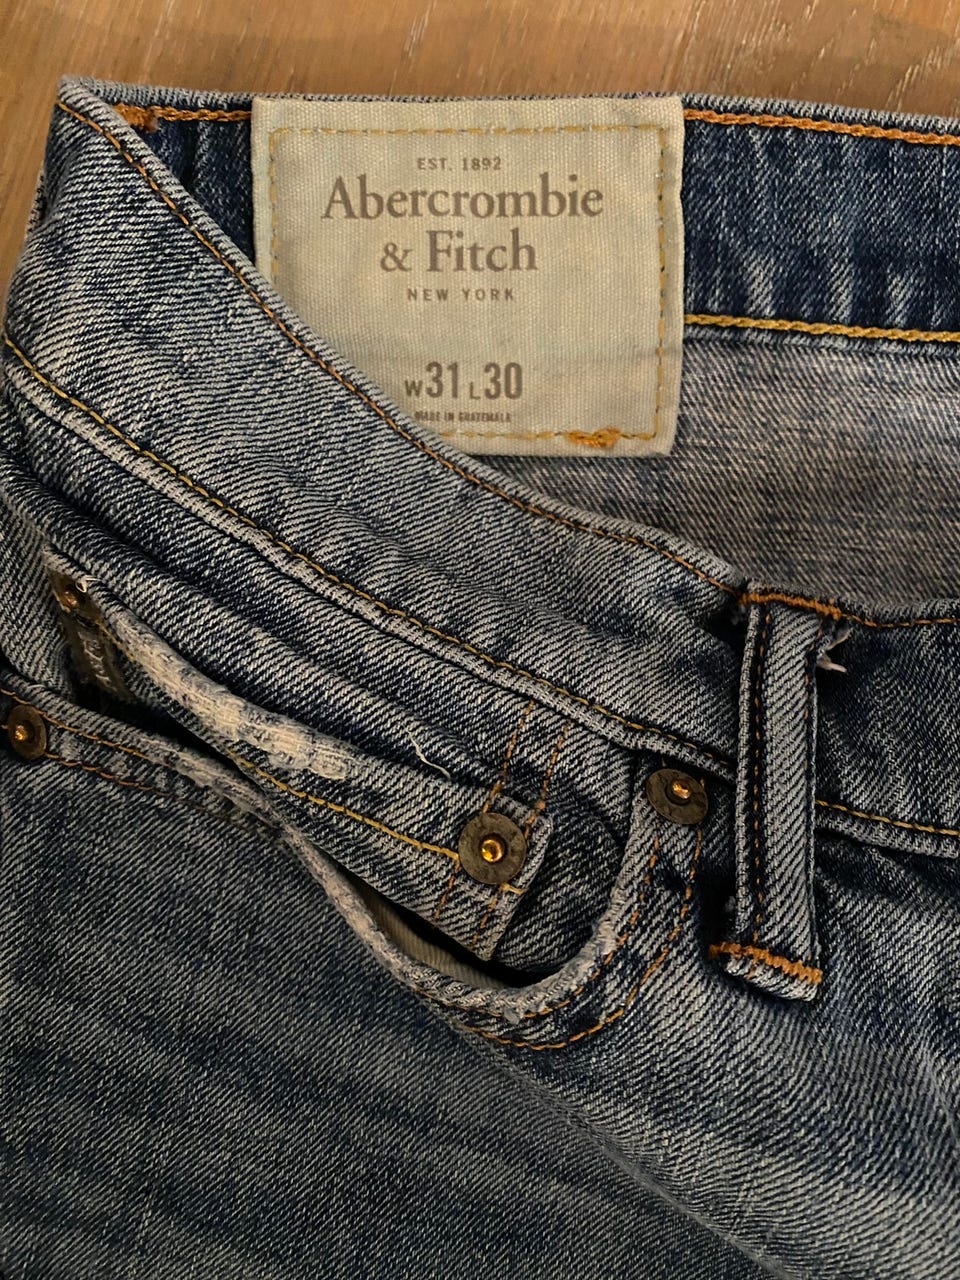 EST. 1892
Abercrombie
& Fitch
NEW YORK
W31 L30
MADE IN GUATEMALA